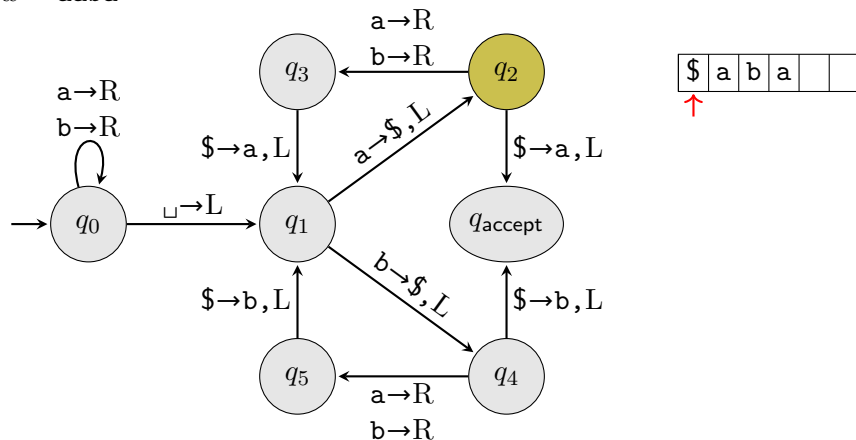 a→R
b→R
a→R
b→R
q0
␣→L
q3
$→a,L
q1
a→$,L
q2
$→a,L
qaccept
$ a b a
b→$,L
$→b,L
$→b,L
q5
a→R
b→R
q4